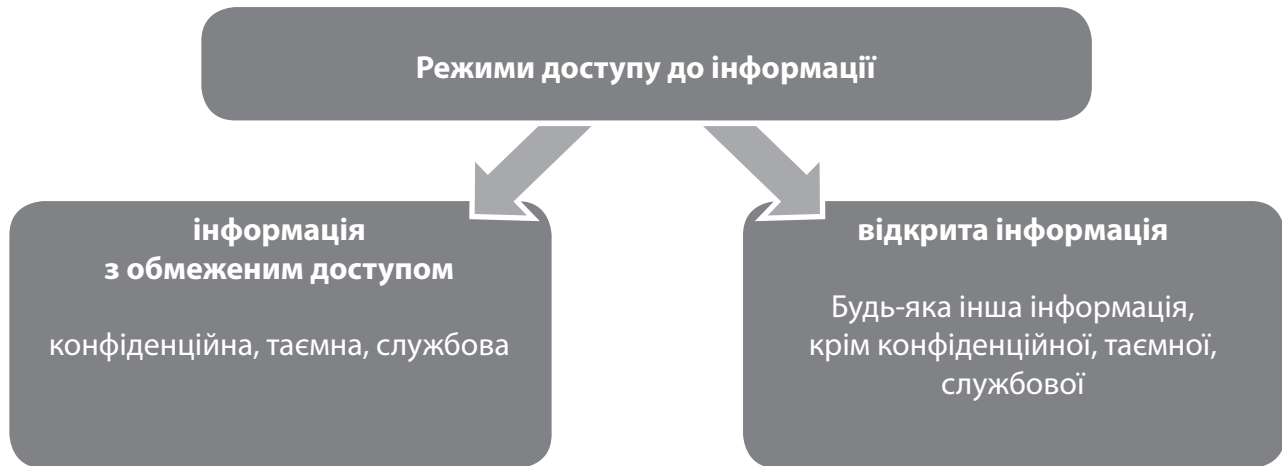 Режими доступу до інформації
інформація
з обмеженим доступом
конфіденційна, таємна, службова
відкрита інформація
Будь-яка інша інформація,
крім конфіденційної, таємної,
службової